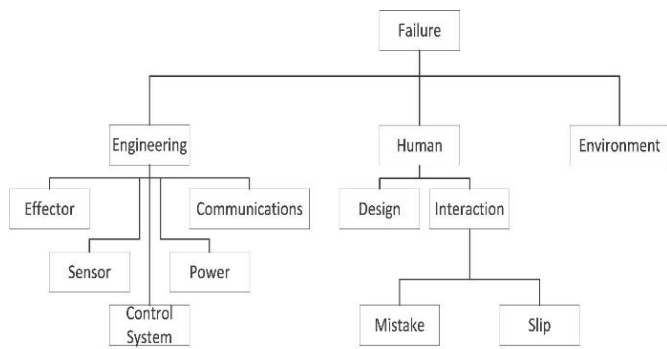 Failure
Engineering
Human
Environment
Effector
Communications
Design
Interaction
Sensor
Power
Control
System
Mistake
Slip